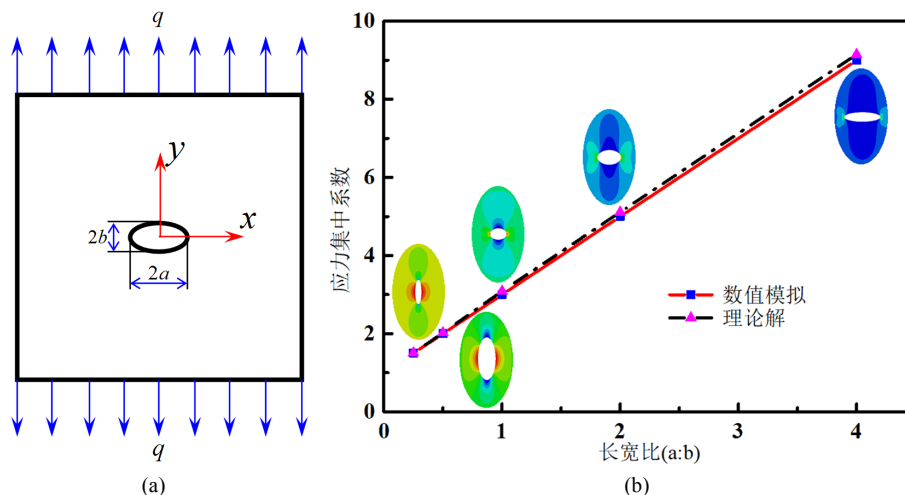 q
y
x
2b
2a
q
(a)
10
8
6
4
2
0
0
1
2
3
4
应力集中系数
长宽比(a:b)
数值模拟
理论解
(b)